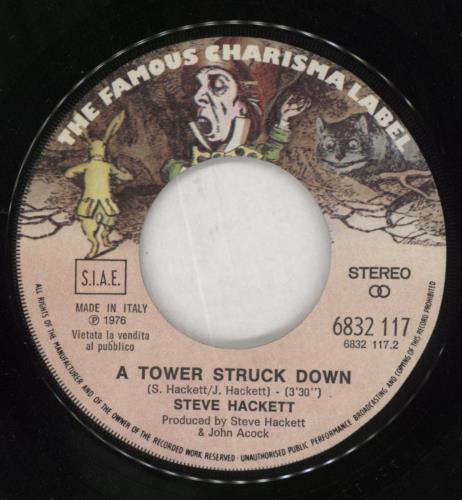 THE FAMOUS CHARISMA LABEL
S.I.A.E.
MADE IN ITALY
Ⓟ 1976
Vietata la vendita
al pubblico
STEREO
6832 117
6832 117.2
A TOWER STRUCK DOWN
(S. Hackett/J. Hackett) - (3'30'')
STEVE HACKETT
Produced by Steve Hackett
& John Acock
ALL RIGHTS OF THE MANUFACTURER AND OF THE OWNER OF THE RECORDED WORK RESERVED - UNAUTHORISED PUBLIC PERFORMANCE BROADCASTING AND COPYING OF THIS RECORD PROHIBITED